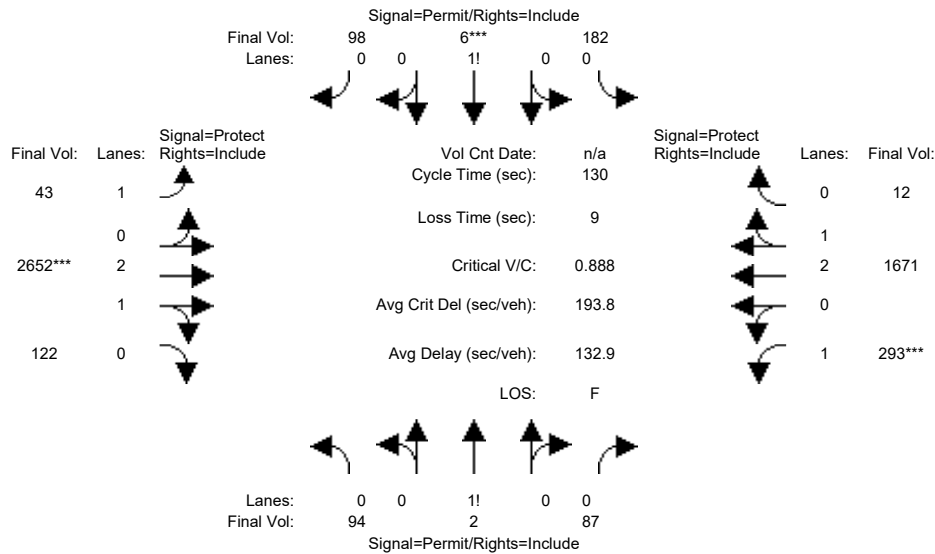 Signal=Permit/Rights=Include
Final Vol: 98 6*** 182
Lanes: 0 0 1! 0 0
Signal=Protect
Final Vol: Lanes: Rights=Include
Vol Cnt Date: n/a
Signal=Protect
Rights=Include Lanes: Final Vol:
Cycle Time (sec): 130
43 1
0 12
Loss Time (sec): 9
0
1
2652*** 2
Critical V/C: 0.888
2 1671
1
Avg Crit Del (sec/veh): 193.8
0
122 0
Avg Delay (sec/veh): 132.9
1 293***
LOS: F
Lanes: 0 0 1! 0 0
Final Vol: 94 2 87
Signal=Permit/Rights=Include